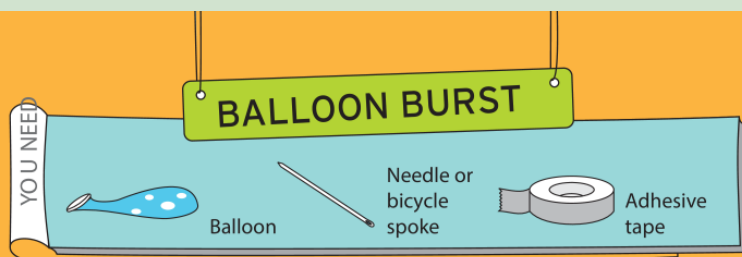 BALLOON BURST
YOU NEED
Balloon
Needle or
bicycle
spoke
Adhesive
tape